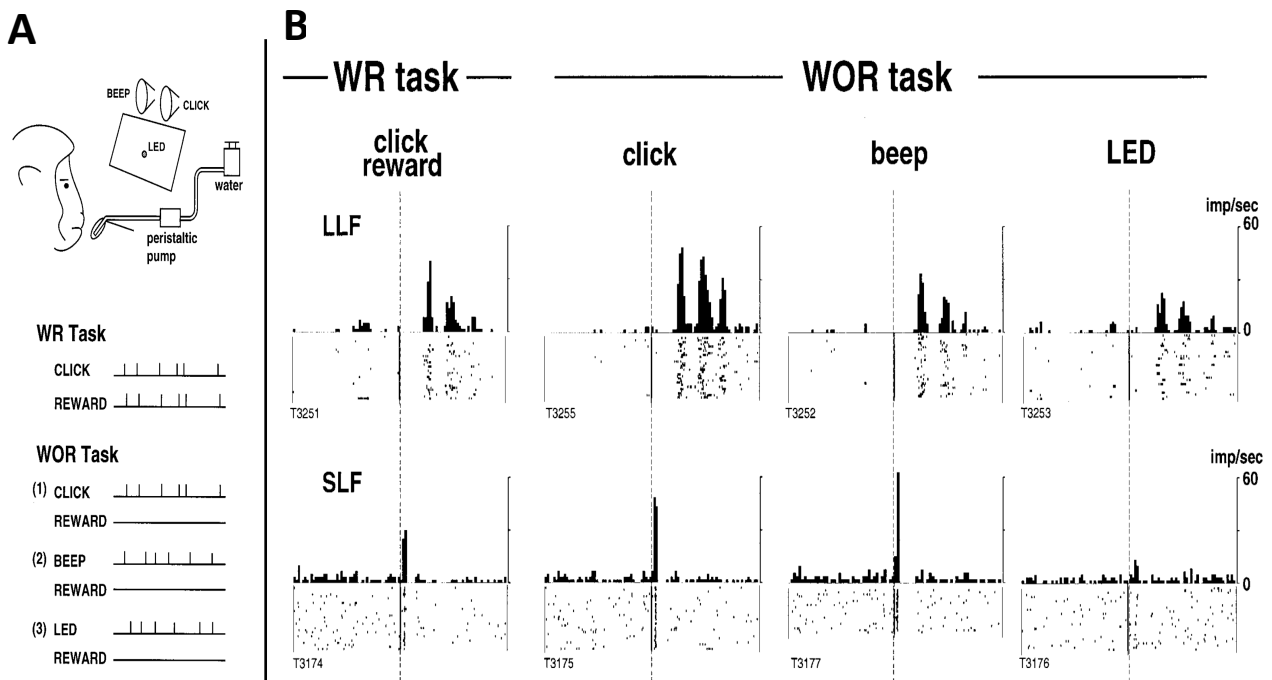 A
BEEP
CLICK
LED
water
peristaltic
pump
WR Task
CLICK
REWARD
WOR Task
(1) CLICK
REWARD
(2) BEEP
REWARD
(3) LED
REWARD
B
WR task
WOR task
click
reward
click
beep
LED
LLF
imp/sec
60
0
T3251
T3255
T3252
T3253
SLF
imp/sec
60
0
T3174
T3175
T3177
T3176